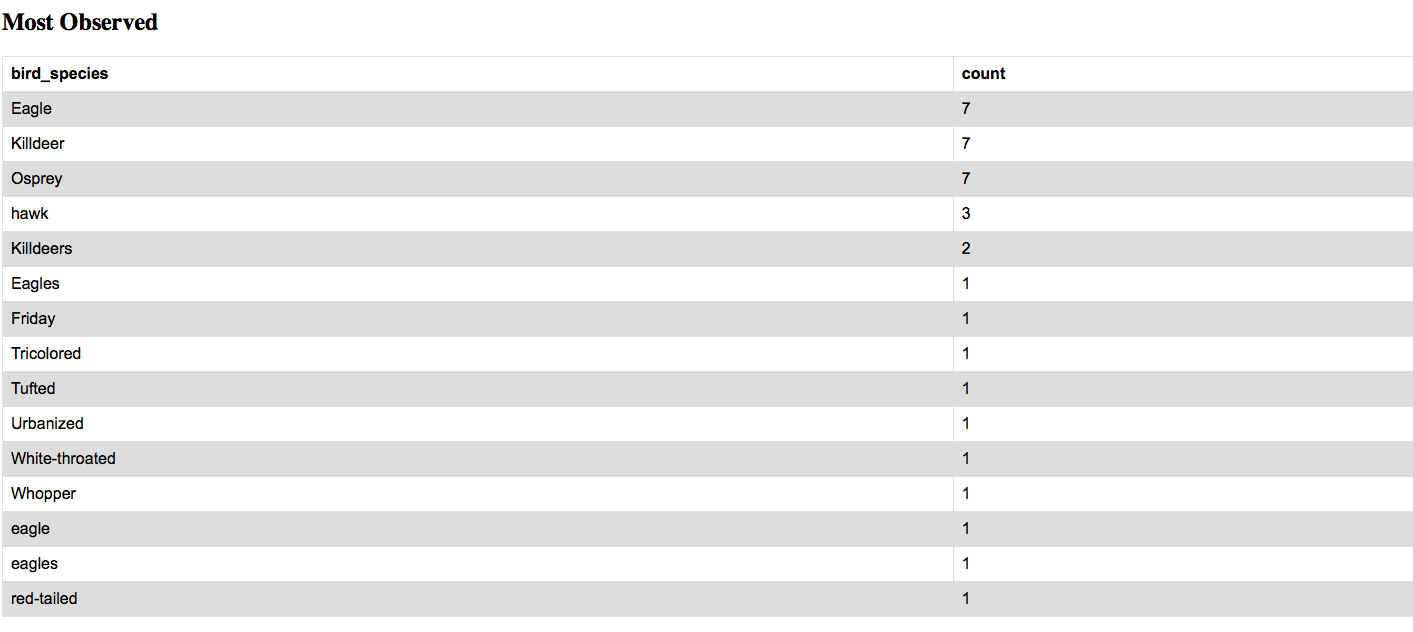 Most Observed
bird_species count
Eagle 7
Killdeer 7
Osprey 7
hawk 3
Killdeers 2
Eagles 1
Friday 1
Tricolored 1
Tufted 1
Urbanized 1
White-throated 1
Whopper 1
eagle 1
eagles 1
red-tailed 1